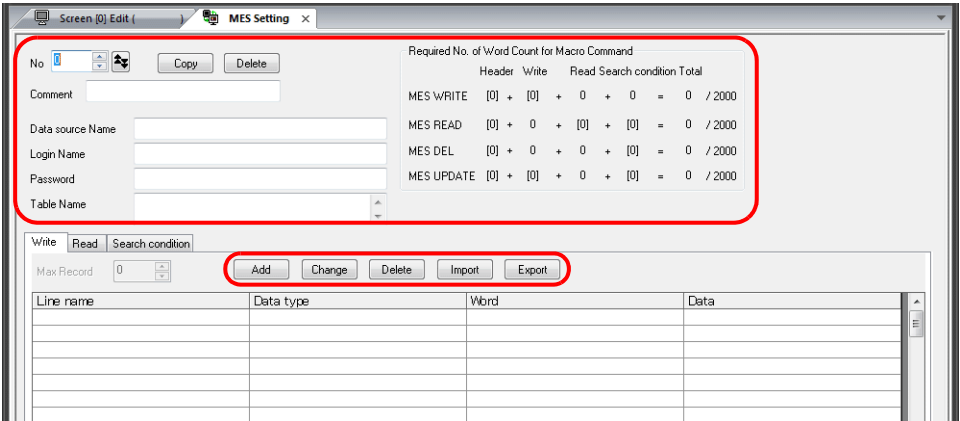 Screen [0] Edit ( ) MES Setting ×
No 0 Copy Delete
Comment
Data source Name
Login Name
Password
Table Name
Required No. of Word Count for Macro Command
Header Write Read Search condition Total
MES WRITE [0] + [0] + 0 + 0 = 0 / 2000
MES READ [0] + 0 + [0] + [0] = 0 / 2000
MES DEL [0] + 0 + 0 + [0] = 0 / 2000
MES UPDATE [0] + [0] + 0 + [0] = 0 / 2000
Write Read Search condition
Max Record 0 Add Change Delete Import Export
Line name Data type Word Data